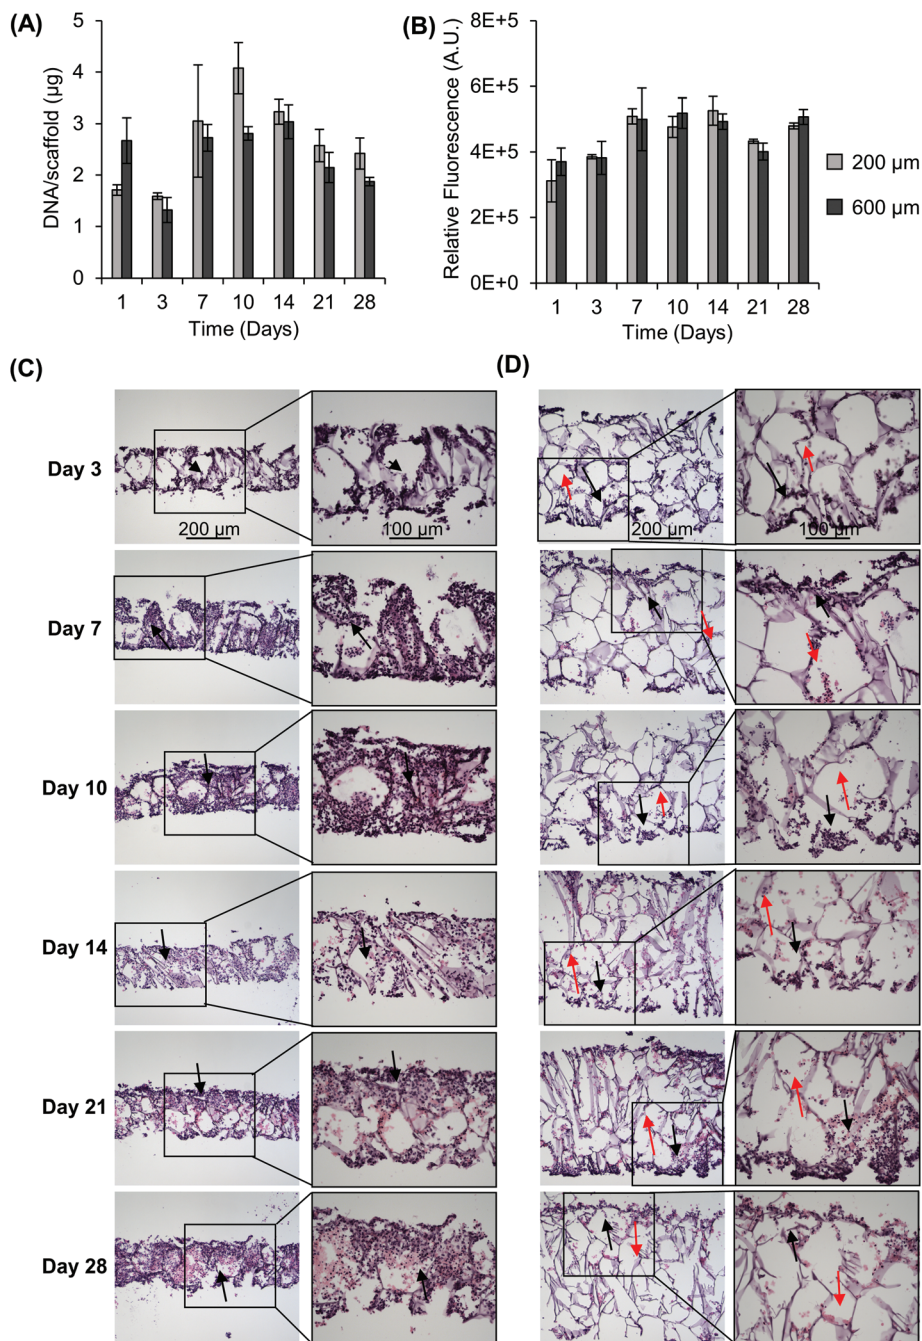 (A)
DNA/scaffold (µg)
5
4
3
2
1
0
1 3 7 10 14 21 28
Time (Days)
(B)
Relative Fluorescence (A.U.)
8E+5
6E+5
4E+5
2E+5
0E+0
1 3 7 10 14 21 28
Time (Days)
200 µm
600 µm
(C)
(D)
Day 3
200 µm
100 µm
200 µm
100 µm
Day 7
Day 10
Day 14
Day 21
Day 28